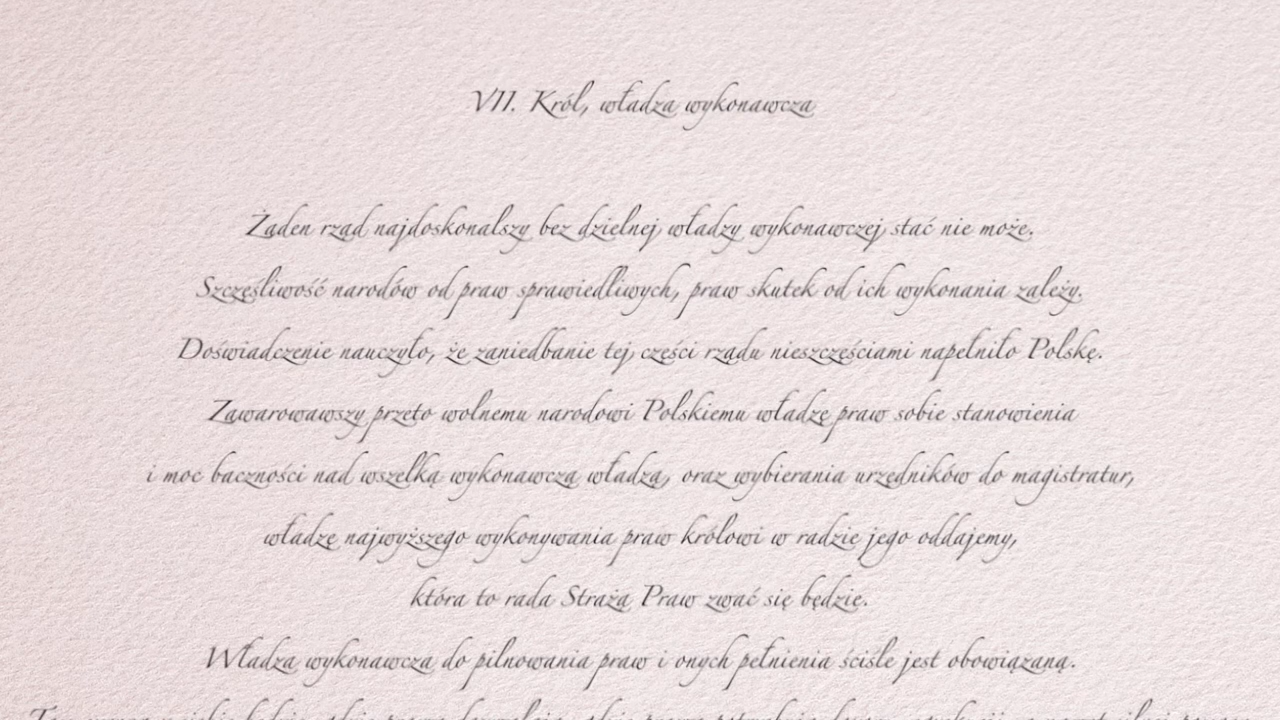 VII. Król, władza wykonawcza
Żaden rząd najdoskonalszy bez dzielnej władzy wykonawczej stać nie może.
Szczęśliwość narodów od praw sprawiedliwych, praw skutek od ich wykonania zależy.
Doświadczenie nauczyło, że zaniedbanie tej części rządu nieszczęściami napełniło Polskę.
Zawarowawszy przeto wolnemu narodowi Polskiemu władzę praw sobie stanowienia
i moc baczności nad wszelką wykonawczą władzą, oraz wybierania urzędników do magistratur,
władzę najwyższego wykonywania praw królowi w radzie jego oddajemy,
która to rada Strażą Praw zwać się będzie.
Władza wykonawcza do pilnowania praw i onych pełnienia ściśle jest obowiązaną.